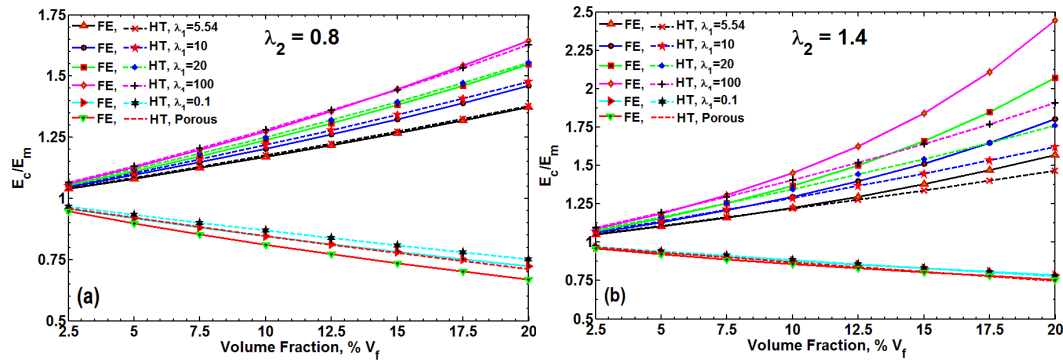 (a)
FE, HT, λ1=5.54
FE, HT, λ1=10
FE, HT, λ1=20
FE, HT, λ1=100
FE, HT, λ1=0.1
FE, HT, Porous
λ2 = 0.8
1.75
1.5
1.25
1
0.75
0.5
Ec/Em
2.5 5 7.5 10 12.5 15 17.5 20
Volume Fraction, % Vf
(b)
FE, HT, λ1=5.54
FE, HT, λ1=10
FE, HT, λ1=20
FE, HT, λ1=100
FE, HT, λ1=0.1
FE, HT, Porous
λ2 = 1.4
2.5
2.25
2
1.75
1.5
1.25
1
0.75
0.5
Ec/Em
2.5 5 7.5 10 12.5 15 17.5 20
Volume Fraction, % Vf